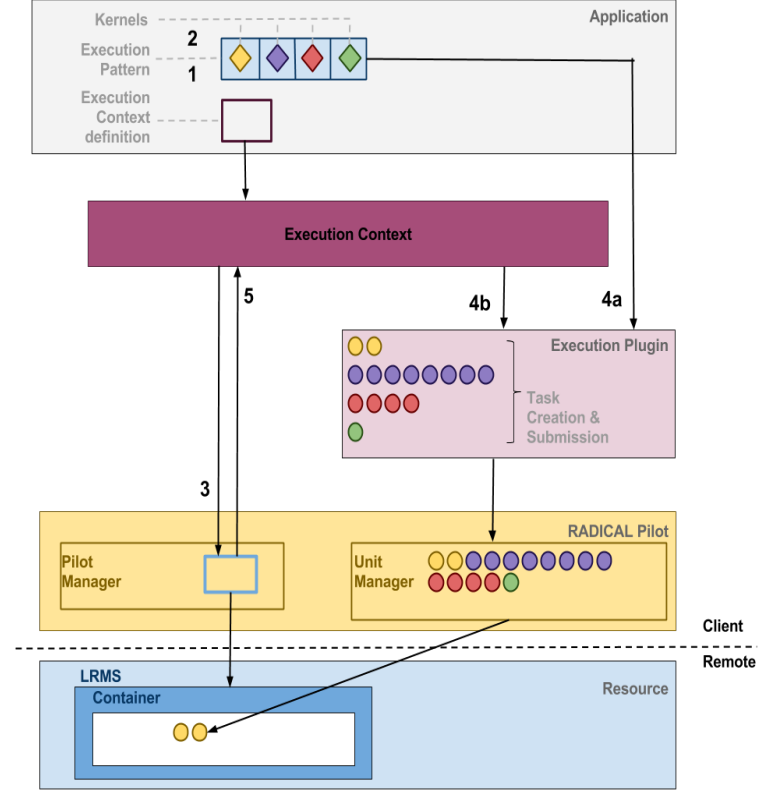 Kernels
Application
2
Execution
Pattern
1
Execution
Context
definition
Execution Context
5
4b
4a
Execution Plugin
Task
Creation &
Submission
3
RADICAL Pilot
Pilot
Manager
Unit
Manager
Client
Remote
LRMS
Container
Resource